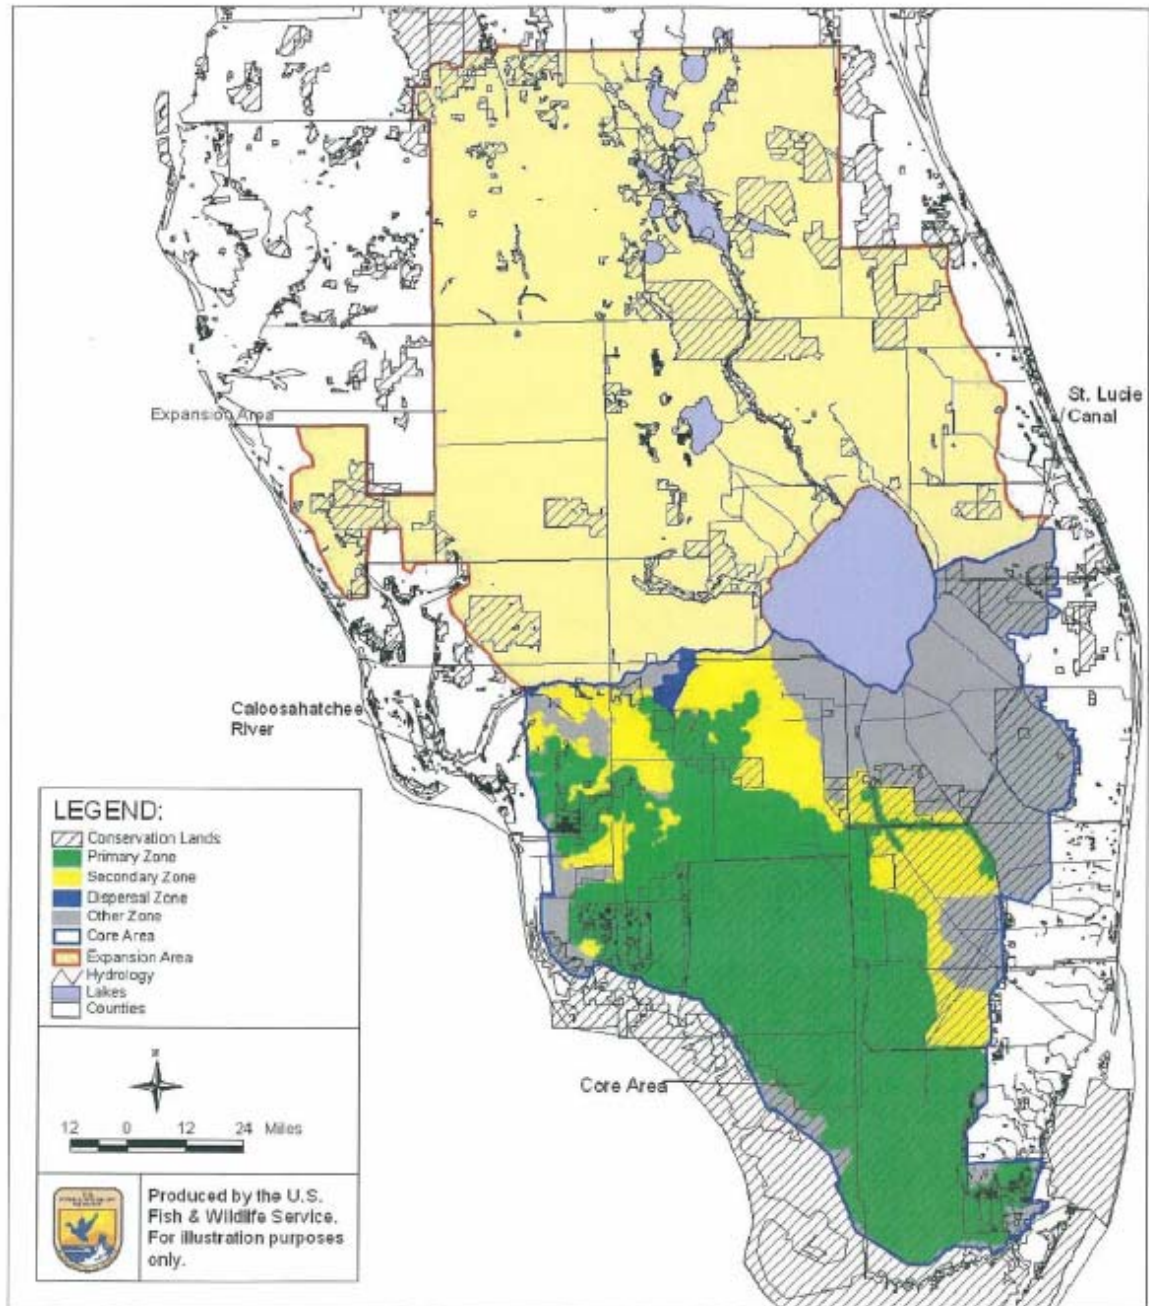 Expansion Area
St. Lucie
Canal
Caloosahatchee
River
LEGEND:
Conservation Lands
Primary Zone
Secondary Zone
Dispersal Zone
Other Zone
Core Area
Expansion Area
Hydrology
Lakes
Counties
N
12 0 12 24 Miles
Core Area
Produced by the U.S.
Fish & Wildlife Service.
For illustration purposes
only.